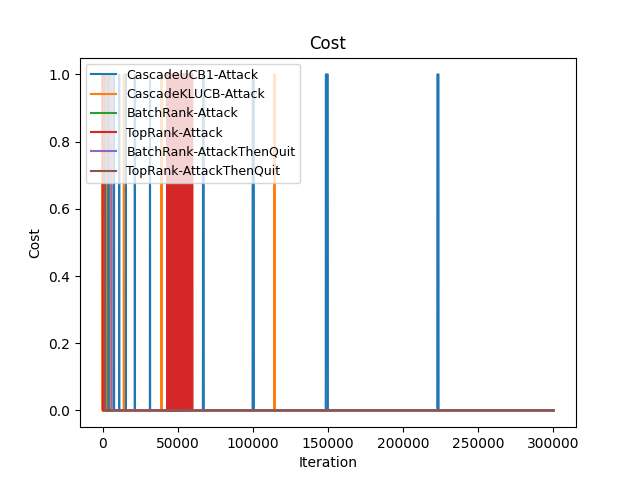 Cost
CascadeUCB1-Attack
CascadeKLUCB-Attack
BatchRank-Attack
TopRank-Attack
BatchRank-AttackThenQuit
TopRank-AttackThenQuit
1.0
0.8
0.6
0.4
0.2
0.0
Cost
0 50000 100000 150000 200000 250000 300000
Iteration